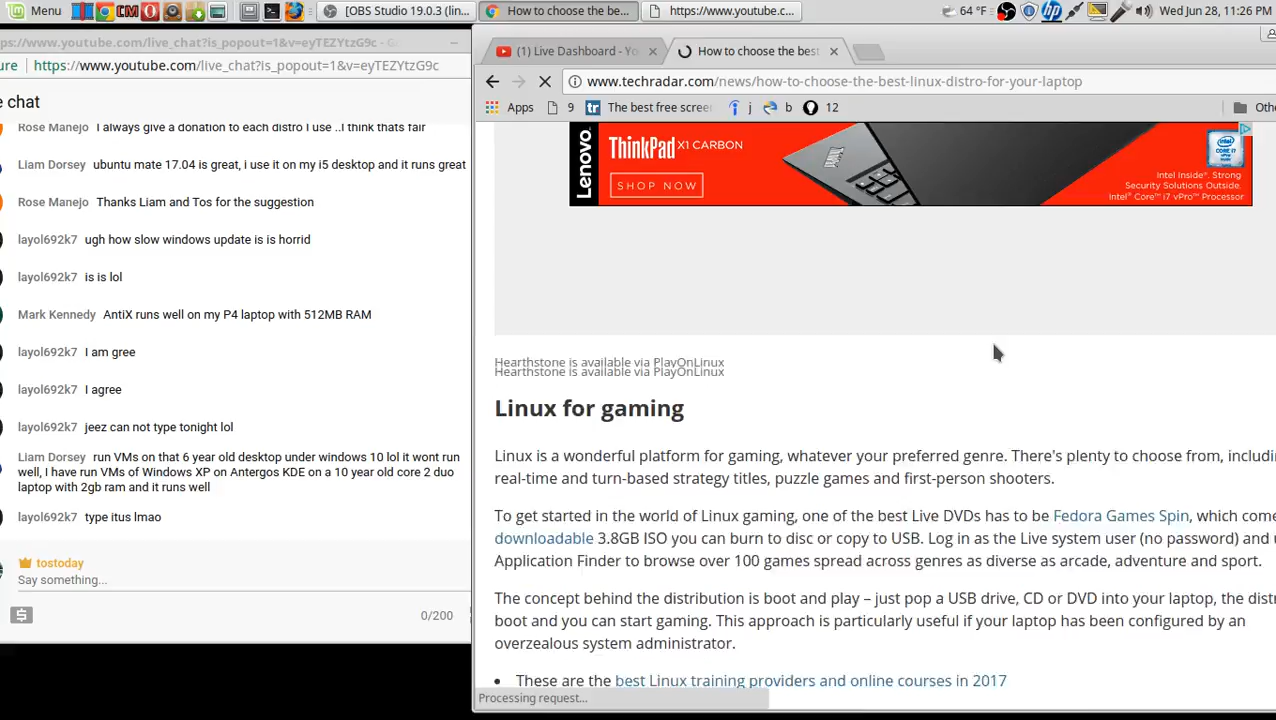 Menu
[OBS Studio 19.0.3 (lin...
How to choose the be...
https://www.youtube.c...
64 °F
Wed Jun 28, 11:26 PM
ps://www.youtube.com/live_chat?is_popout=1&v=eyTEZYtzG9c - G
ure https://www.youtube.com/live_chat?is_popout=1&v=eyTEZYtzG9c
e chat
Rose Manejo I always give a donation to each distro I use ..I think thats fair
Liam Dorsey ubuntu mate 17.04 is great, i use it on my i5 desktop and it runs great
Rose Manejo Thanks Liam and Tos for the suggestion
layol692k7 ugh how slow windows update is is horrid
layol692k7 is is lol
Mark Kennedy AntiX runs well on my P4 laptop with 512MB RAM
layol692k7 I am gree
layol692k7 I agree
layol692k7 jeez can not type tonight lol
Liam Dorsey run VMs on that 6 year old desktop under windows 10 lol it wont run
well, I have run VMs of Windows XP on Antergos KDE on a 10 year old core 2 duo
laptop with 2gb ram and it runs well
layol692k7 type itus lmao
tostoday
Say something...
0/200
(1) Live Dashboard - Yo
How to choose the best
www.techradar.com/news/how-to-choose-the-best-linux-distro-for-your-laptop
Apps
9
tr The best free scree
j
b
12
Othe
Lenovo.
ThinkPad X1 CARBON
SHOP NOW
Intel Inside®. Strong
Security Solutions Outside.
Intel® Core™ i7 vPro™ Processor.
Hearthstone is available via PlayOnLinux
Hearthstone is available via PlayOnLinux
Linux for gaming
Linux is a wonderful platform for gaming, whatever your preferred genre. There's plenty to choose from, includin
real-time and turn-based strategy titles, puzzle games and first-person shooters.
To get started in the world of Linux gaming, one of the best Live DVDs has to be Fedora Games Spin, which come
downloadable 3.8GB ISO you can burn to disc or copy to USB. Log in as the Live system user (no password) and u
Application Finder to browse over 100 games spread across genres as diverse as arcade, adventure and sport.
The concept behind the distribution is boot and play – just pop a USB drive, CD or DVD into your laptop, the distr
boot and you can start gaming. This approach is particularly useful if your laptop has been configured by an
overzealous system administrator.
• These are the best Linux training providers and online courses in 2017
Processing request...